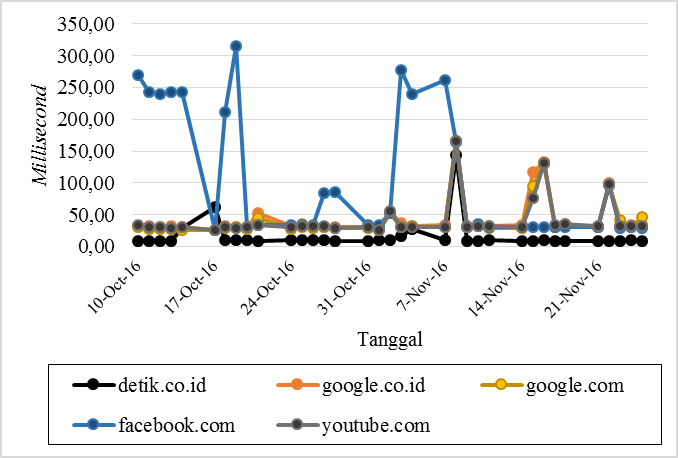 350,00
300,00
250,00
200,00
150,00
100,00
50,00
0,00
Millisecond
10-Oct-16
17-Oct-16
24-Oct-16
31-Oct-16
7-Nov-16
14-Nov-16
21-Nov-16
Tanggal
detik.co.id google.co.id google.com
facebook.com youtube.com